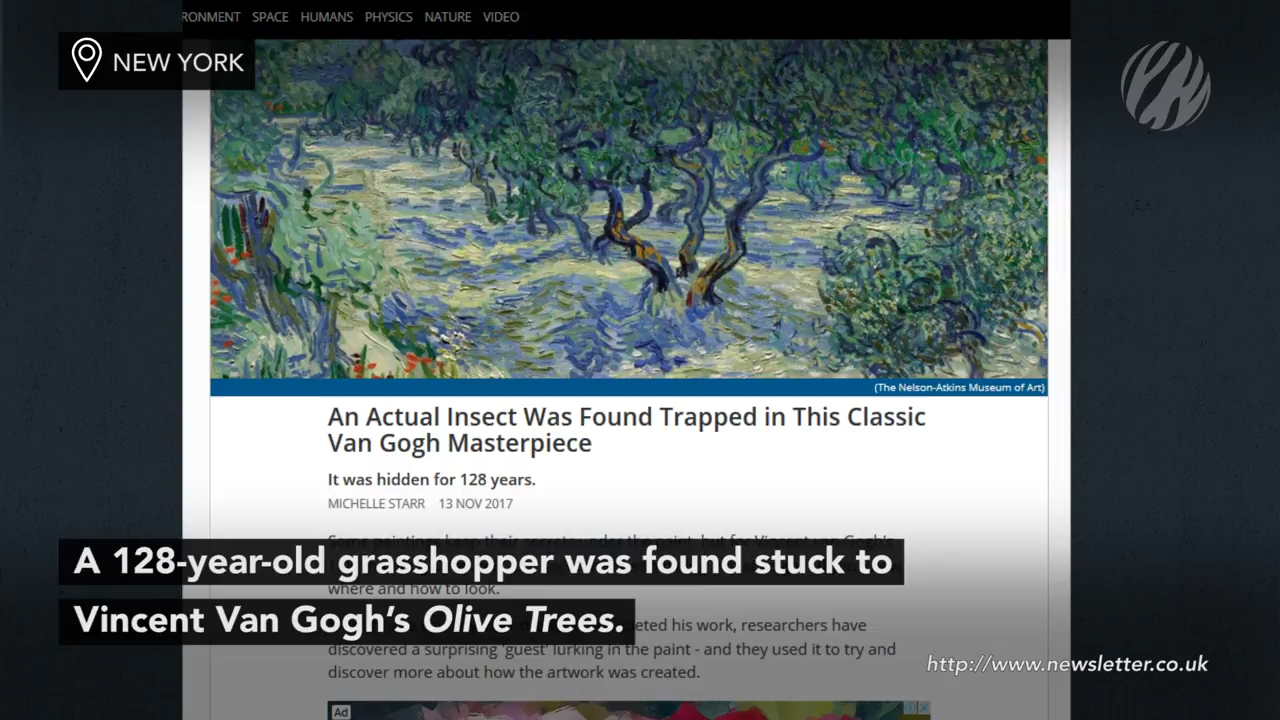 RONMENT SPACE HUMANS PHYSICS NATURE VIDEO
NEW YORK
(The Nelson-Atkins Museum of Art)
An Actual Insect Was Found Trapped in This Classic
Van Gogh Masterpiece
It was hidden for 128 years.
MICHELLE STARR 13 NOV 2017
A 128-year-old grasshopper was found stuck to
where and how to look.
Vincent Van Gogh's Olive Trees.
his work, researchers have
discovered a surprising 'guest' lurking in the paint - and they used it to try and
discover more about how the artwork was created.
http://www.newsletter.co.uk
Ad